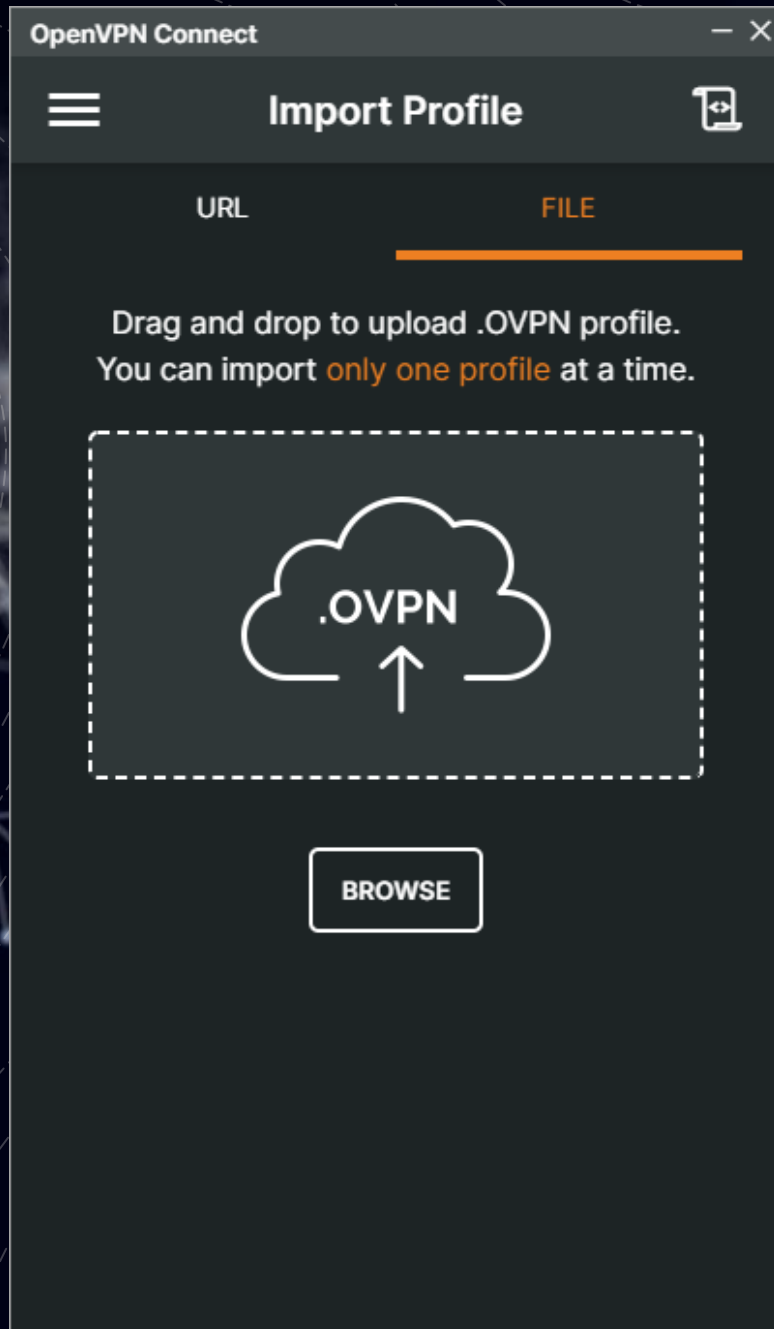 OpenVPN Connect
Import Profile
URL
FILE
Drag and drop to upload .OVPN profile.
You can import only one profile at a time.
.OVPN
BROWSE